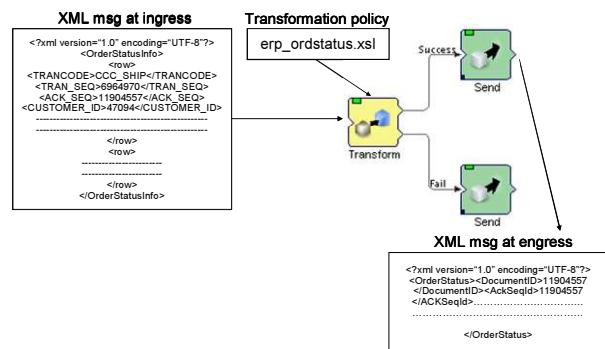 XML msg at ingress
<?xml version="1.0" encoding="UTF-8"?>
<OrderStatusInfo>
<row>
<TRANCODE>CCC_SHIP</TRANCODE>
<TRAN_SEQ>6964970</TRAN_SEQ>
<ACK_SEQ>11904557</ACK_SEQ>
<CUSTOMER_ID>47094</CUSTOMER_ID>
------------------------------------------------
------------------------------------------------
</row>
<row>
------------------------
------------------------
</row>
</OrderStatusInfo>
Transformation policy
erp_ordstatus.xsl
Transform
Success
Send
Fail
Send
XML msg at engress
<?xml version="1.0" encoding="UTF-8"?>
<OrderStatus><DocumentID>11904557
</DocumentID><AckSeqId>11904557
</ACKSeqId>……………………………
……………………………………………
</OrderStatus>